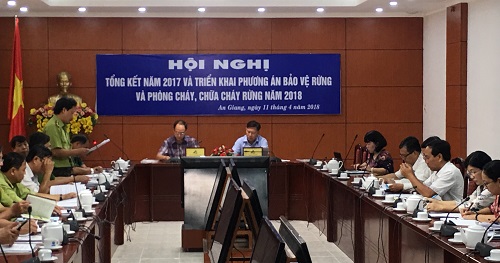 HỘI NGHỊ
TỔNG KẾT NĂM 2017 VÀ TRIỂN KHAI PHƯƠNG ÁN BẢO VỆ RỪNG
VÀ PHÒNG CHÁY, CHỮA CHÁY RỪNG NĂM 2018
An Giang, ngày 11 tháng 4 năm 2018